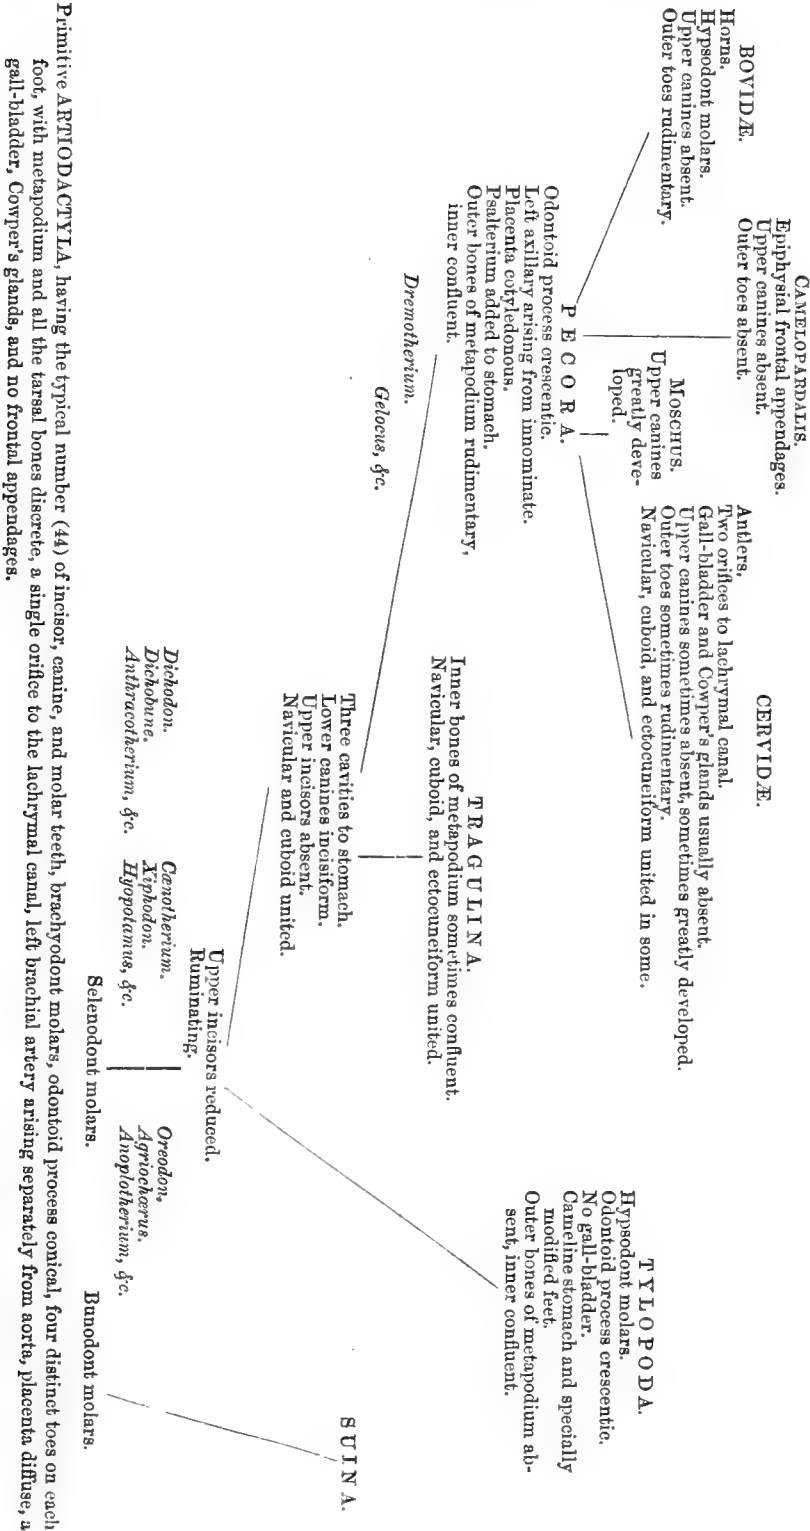 CAMELOPARDALIS.
Epiphysial frontal appendages.
Upper canines absent.
Outer toes absent.
BOVIDÆ.
Horns.
Hypsodont molars.
Upper canines absent.
Outer toes rudimentary.
CERVIDÆ.
Antlers,
Two orifices to lachrymal canal.
Gall-bladder and Cowper's glands usually absent.
Upper canines sometimes absent, sometimes greatly developed.
Outer toes sometimes rudimentary.
Navicular, cuboid, and ectocuneiform united in some.
MOSCHUS.
Upper canines
greatly deve-
loped.
PECORA.
Odontoid process crescentic.
Left axillary arising from innominate.
Placenta cotyledonous.
Psalterium added to stomach.
Outer bones of metapodium rudimentary,
inner confluent.
TYLOPODA.
Hypsodont molars.
Odontoid process crescentic.
No gall-bladder.
Cameline stomach and specially
modified feet.
Outer bones of metapodium ab-
sent, inner confluent.
TRAGULINA.
Inner bones of metapodium sometimes confluent.
Navicular, cuboid, and ectocuneiform united.
Dremotherium.
Gelocus, &c.
Three cavities to stomach.
Lower canines incisiform.
Upper incisors absent.
Navicular and cuboid united.
SUINA.
Upper incisors reduced.
Ruminating.
Dichodon.
Dichobune.
Anthracotherium, &c.
Cænotherium.
Xiphodon.
Hyopotamus, &c.
Oreodon,
Agriochærus.
Anoplotherium, &c.
Selenodont molars.
Bunodont molars.
Primitive ARTIODACTYLA, having the typical number (44) of incisor, canine, and molar teeth, brachyodont molars, odontoid process conical, four distinct toes on each
foot, with metapodium and all the tarsal bones discrete, a single orifice to the lachrymal canal, left brachial artery arising separately from aorta, placenta diffuse, a
gall-bladder, Cowper's glands, and no frontal appendages.